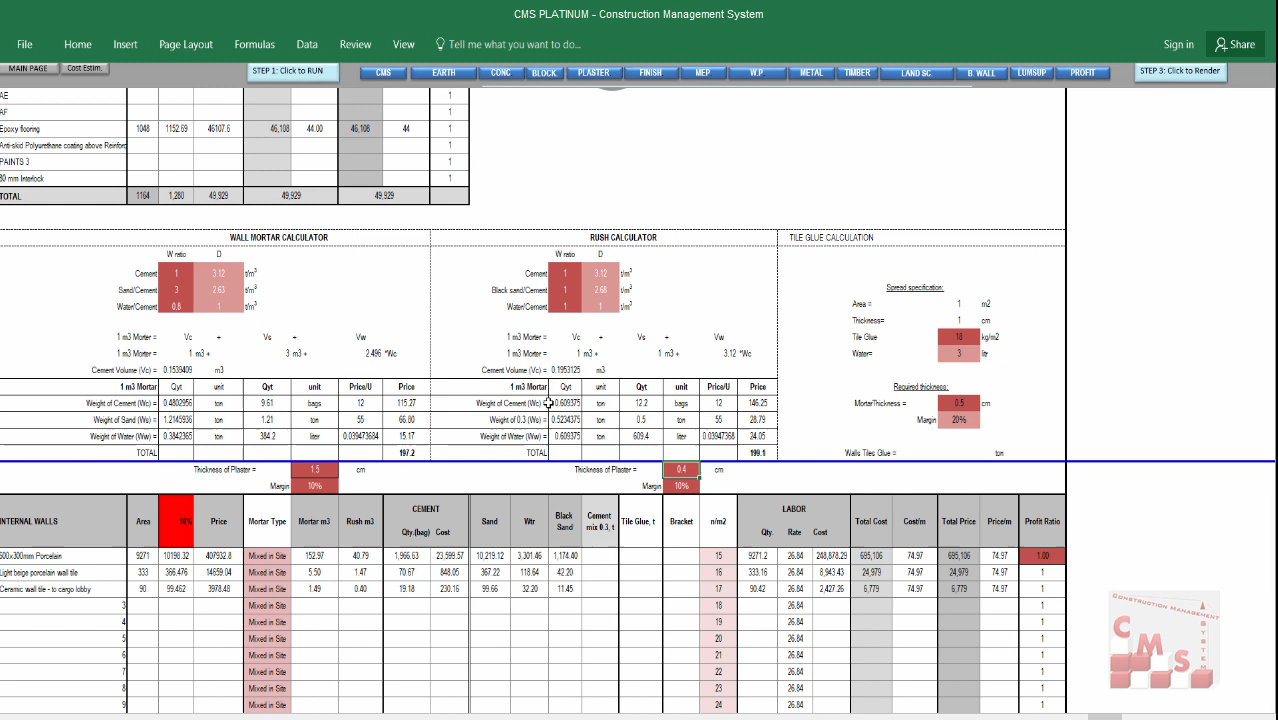 CMS PLATINUM - Construction Management System
File Home Insert Page Layout Formulas Data Review View Tell me what you want to do... Sign in Share
MAIN PAGE Cost Estim. STEP 1: Click to RUN CMS EARTH CONC BLOCK. PLASTER FINISH MEP W.P METAL TIMBER LAND SC. B. WALL LUMSUP PROFIT STEP 3: Click to Render
AE 1
AF 1
Epoxy flooring 1048 1152.69 46107.6 46,108 44.00 46,108 44 1
Anti-skid Polyurethane coating above Reinforc 1
PAINTS 3 1
80 mm Interlock 1
TOTAL 1164 1,280 49,929 49,929 49,929
WALL MORTAR CALCULATOR RUSH CALCULATOR TILE GLUE CALCULATION
W ratio D W ratio D
Cement 1 3.12 t/m3 Cement 1 3.12 t/m3
Sand/Cement 3 2.63 t/m3 Black sand/Cement 1 2.68 t/m3 Spread specification:
Water/Cement 0.8 1 t/m3 Water/Cement 1 1 t/m3 Area = 1 m2
Thickness= 1 cm
1 m3 Morter = Vc + Vs + Vw 1 m3 Morter = Vc + Vs + Vw Tile Glue 18 kg/m2
1 m3 Morter = 1 m3 + 3 m3 + 2.496 *Wc 1 m3 Morter = 1 m3 + 1 m3 + 3.12 *Wc Water= 3 litr
Cement Volume (Vc) = 0.1539409 m3 Cement Volume (Vc) = 0.1953125 m3
1 m3 Mortar Qyt unit Qyt unit Price/U Price 1 m3 Mortar Qyt unit Qyt unit Price/U Price Required thickness:
Weight of Cement (Wc) = 0.4802956 ton 9.61 bags 12 115.27 Weight of Cement (Wc) = 0.609375 ton 12.2 bags 12 146.25 MortarThickness = 0.5 cm
Weight of Sand (Ws) = 1.2145936 ton 1.21 ton 55 66.80 Weight of 0.3 (Ws) = 0.5234375 ton 0.5 ton 55 28.79 Margin 20%
Weight of Water (Ww) = 0.3842365 ton 384.2 liter 0.039473684 15.17 Weight of Water (Ww) = 0.609375 ton 609.4 liter 0.03947368 24.05
TOTAL 197.2 TOTAL 199.1 Walls Tiles Glue = ton
Thickness of Plaster = 1.5 cm Thickness of Plaster = 0.4 cm
Margin 10% Margin 10%
INTERNAL WALLS Area 10% Price Mortar Type Mortar m3 Rush m3 CEMENT Qty.(bag) Cost Sand Wtr Black Sand Cement mix 0.3, t Tile Glue, t Bracket n/m2 LABOR Qty. Rate Cost Total Cost Cost/m Total Price Price/m Profit Ratio
600x300mm Porcelain 9271 10198.32 407932.8 Mixed in Site 152.97 40.79 1,966.63 23,599.57 10,219.12 3,301.46 1,174.40 15 9271.2 26.84 248,878.29 695,106 74.97 695,106 74.97 1.00
Light beige porcelain wall tile 333 366.476 14659.04 Mixed in Site 5.50 1.47 70.67 848.05 367.22 118.64 42.20 16 333.16 26.84 8,943.43 24,979 74.97 24,979 74.97 1
Ceramic wall tile - to cargo lobby 90 99.462 3978.48 Mixed in Site 1.49 0.40 19.18 230.16 99.66 32.20 11.45 17 90.42 26.84 2,427.26 6,779 74.97 6,779 74.97 1
3 Mixed in Site 18 26.84 1
4 Mixed in Site 19 26.84 1
5 Mixed in Site 20 26.84 1
6 Mixed in Site 21 26.84 1
7 Mixed in Site 22 26.84 1
8 Mixed in Site 23 26.84 1
9 Mixed in Site 24 26.84 1
CONSTRUCTION MANAGEMENT
SYSTEM
CMS